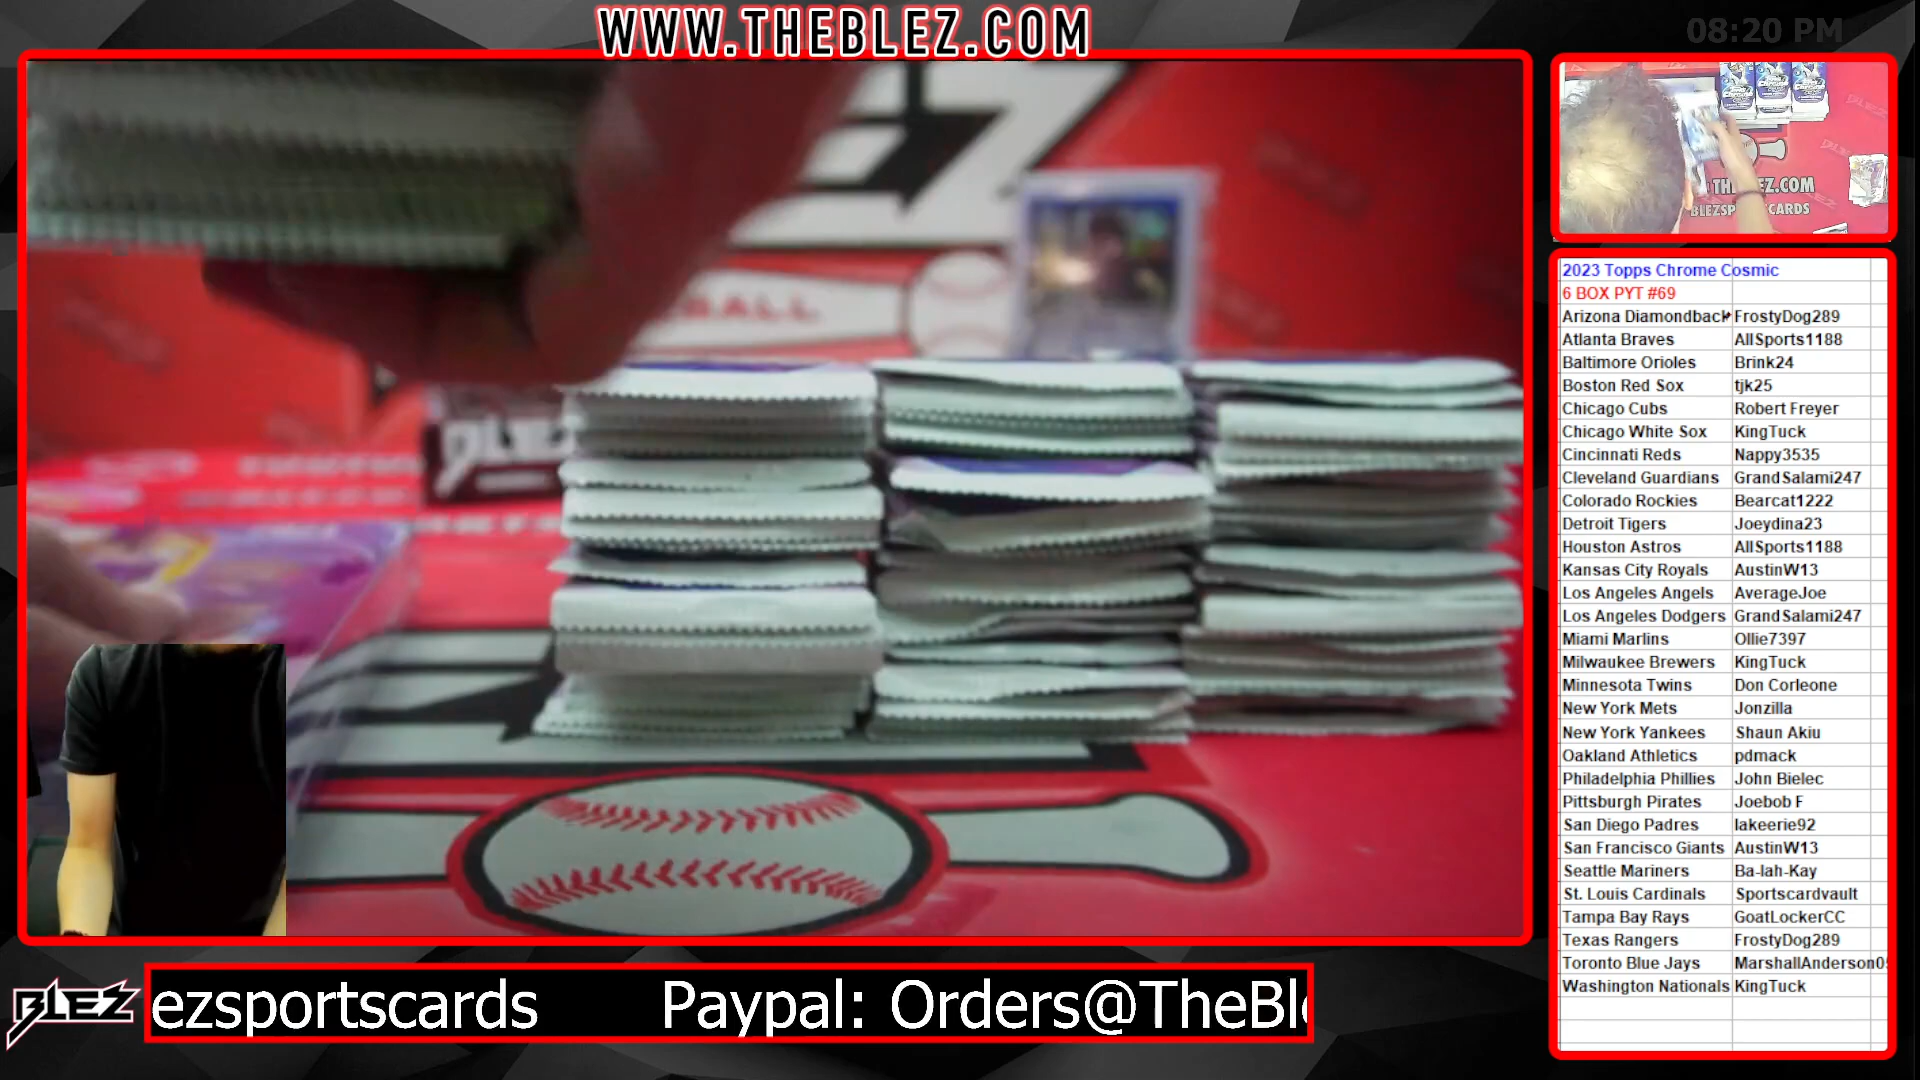 WWW.THEBLEZ.COM
08:20 PM
BLEZ
THE BLEZ.COM
2023 Topps Chrome Cosmic
6 BOX PYT #69
Arizona Diamondback FrostyDog289
Atlanta Braves AllSports1188
Baltimore Orioles Brink24
Boston Red Sox tjk25
Chicago Cubs Robert Freyer
Chicago White Sox KingTuck
Cincinnati Reds Nappy3535
Cleveland Guardians GrandSalami247
Colorado Rockies Bearcat1222
Detroit Tigers Joeydina23
Houston Astros AllSports1188
Kansas City Royals AustinW13
Los Angeles Angels AverageJoe
Los Angeles Dodgers GrandSalami247
Miami Marlins Ollie7397
Milwaukee Brewers KingTuck
Minnesota Twins Don Corleone
New York Mets Jonzilla
New York Yankees Shaun Akiu
Oakland Athletics pdmack
Philadelphia Phillies John Bielec
Pittsburgh Pirates Joebob F
San Diego Padres lakeerie92
San Francisco Giants AustinW13
Seattle Mariners Ba-lah-Kay
St. Louis Cardinals Sportscardvault
Tampa Bay Rays GoatLockerCC
Texas Rangers FrostyDog289
Toronto Blue Jays MarshallAnderson0
Washington Nationals KingTuck
BLEZ
ezsportscards Paypal: Orders@TheBl